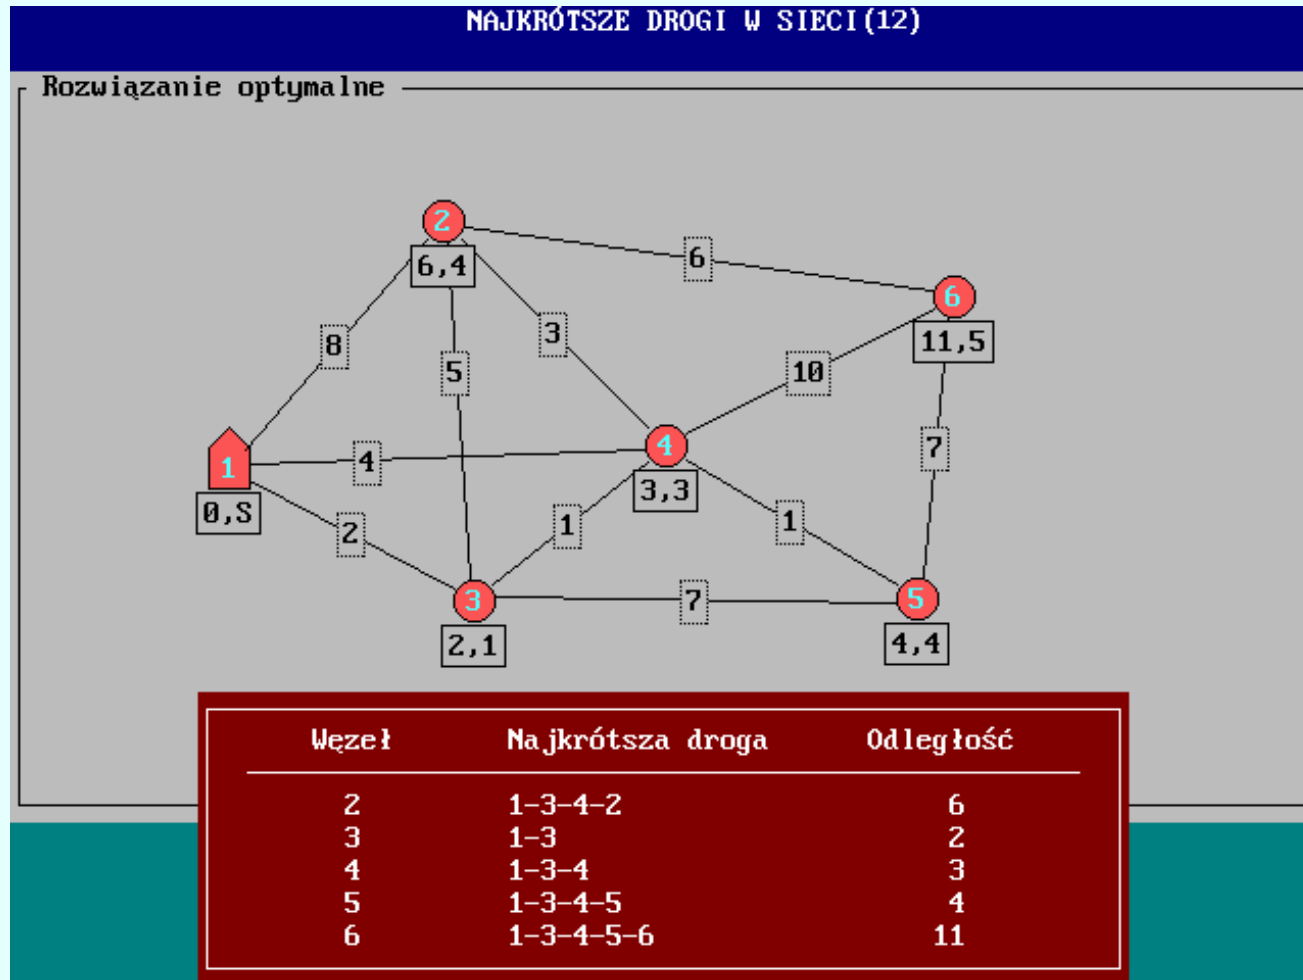 NAJKRÓTSZE DROGI W SIECI(12)
Rozwiązanie optymalne
2
6,4
6
6
11,5
8
3
5
10
4
7
1
4
3,3
0,S
2
1
1
3
7
5
2,1
4,4
Węzeł Najkrótsza droga Odległość
2 1-3-4-2 6
3 1-3 2
4 1-3-4 3
5 1-3-4-5 4
6 1-3-4-5-6 11